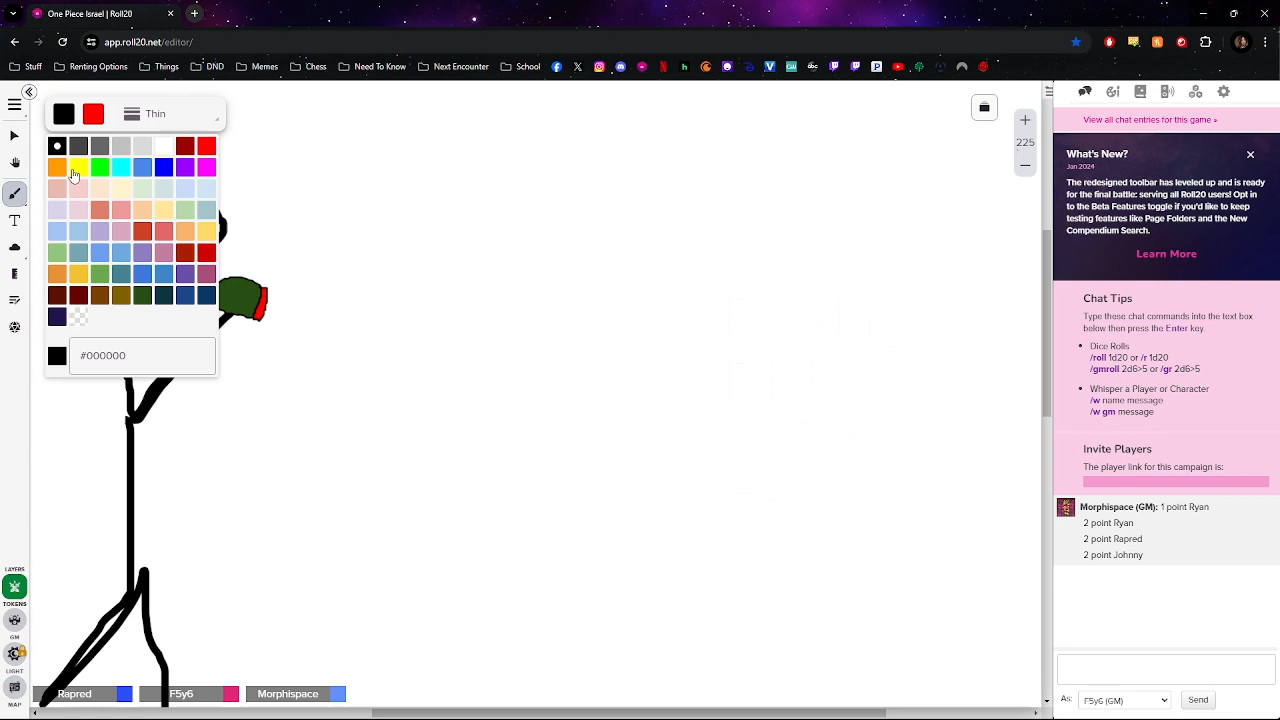 One Piece Israel | Roll20
app.roll20.net/editor/
Stuff
Renting Options
Things
DND
Memes
Chess
Need To Know
Next Encounter
School
Thin
#000000
225
View all chat entries for this game »
What's New?
Jan 2024
The redesigned toolbar has leveled up and is ready
for the final battle: serving all Roll20 users! Opt in
to the Beta Features toggle if you'd like to keep
testing features like Page Folders and the New
Compendium Search.
Learn More
Chat Tips
Type these chat commands into the text box
below then press the Enter key.
• Dice Rolls
/roll 1d20 or /r 1d20
/gmroll 2d6>5 or /gr 2d6>5
• Whisper a Player or Character
/w name message
/w gm message
Invite Players
The player link for this campaign is:
Morphispace (GM): 1 point Ryan
2 point Ryan
2 point Rapred
2 point Johnny
LAYERS
TOKENS
GM
LIGHT
MAP
Rapred
F5y6
Morphispace
As:
F5y6 (GM)
Send